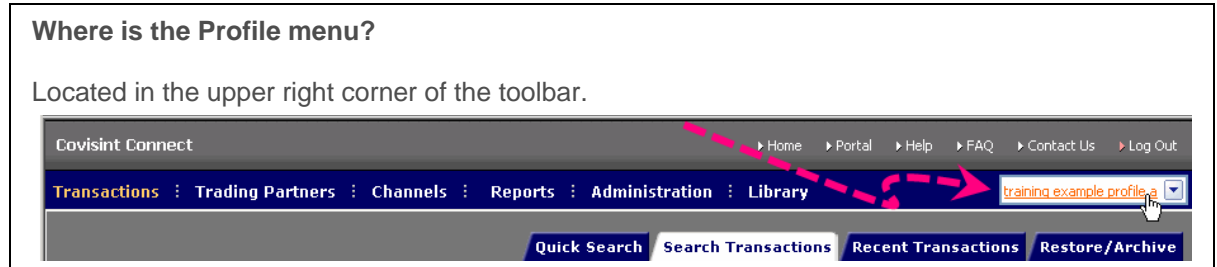 Where is the Profile menu?
Located in the upper right corner of the toolbar.
Covisint Connect Home Portal Help FAQ Contact Us Log Out
Transactions Trading Partners Channels Reports Administration Library training example profile a
Quick Search Search Transactions Recent Transactions Restore/Archive